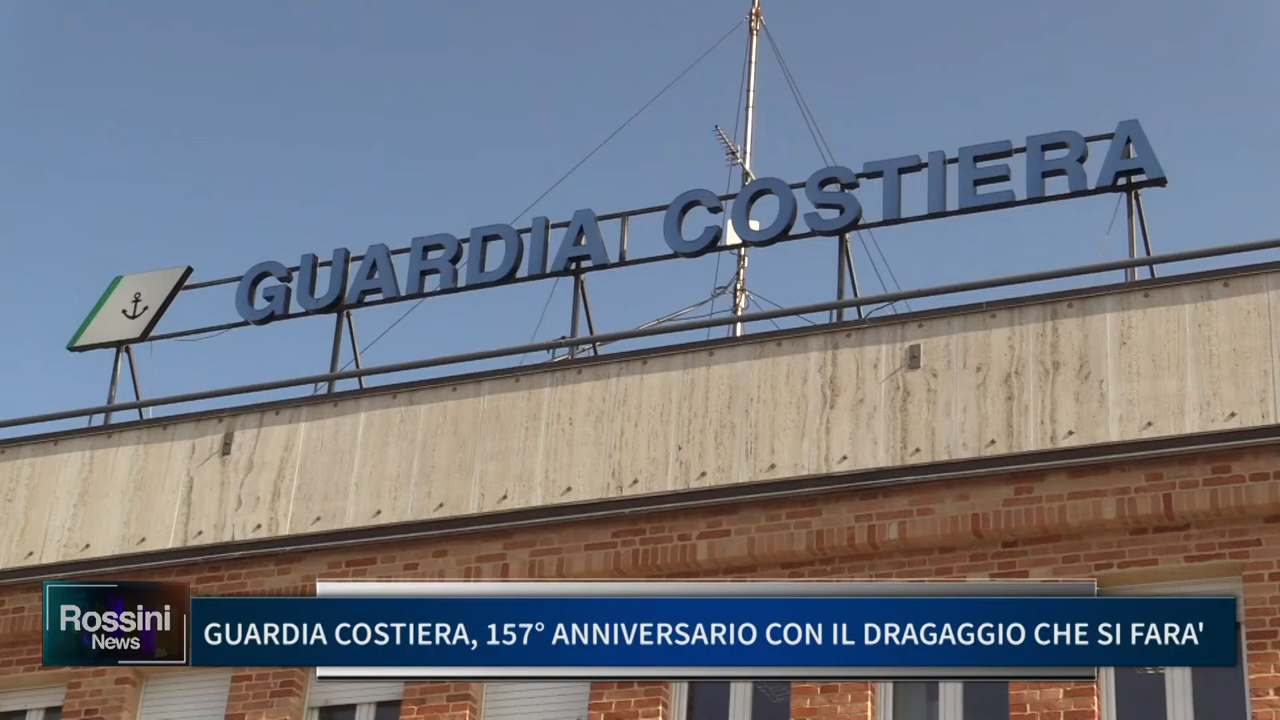 GUARDIA COSTIERA
Rossini
News
GUARDIA COSTIERA, 157° ANNIVERSARIO CON IL DRAGAGGIO CHE SI FARA'